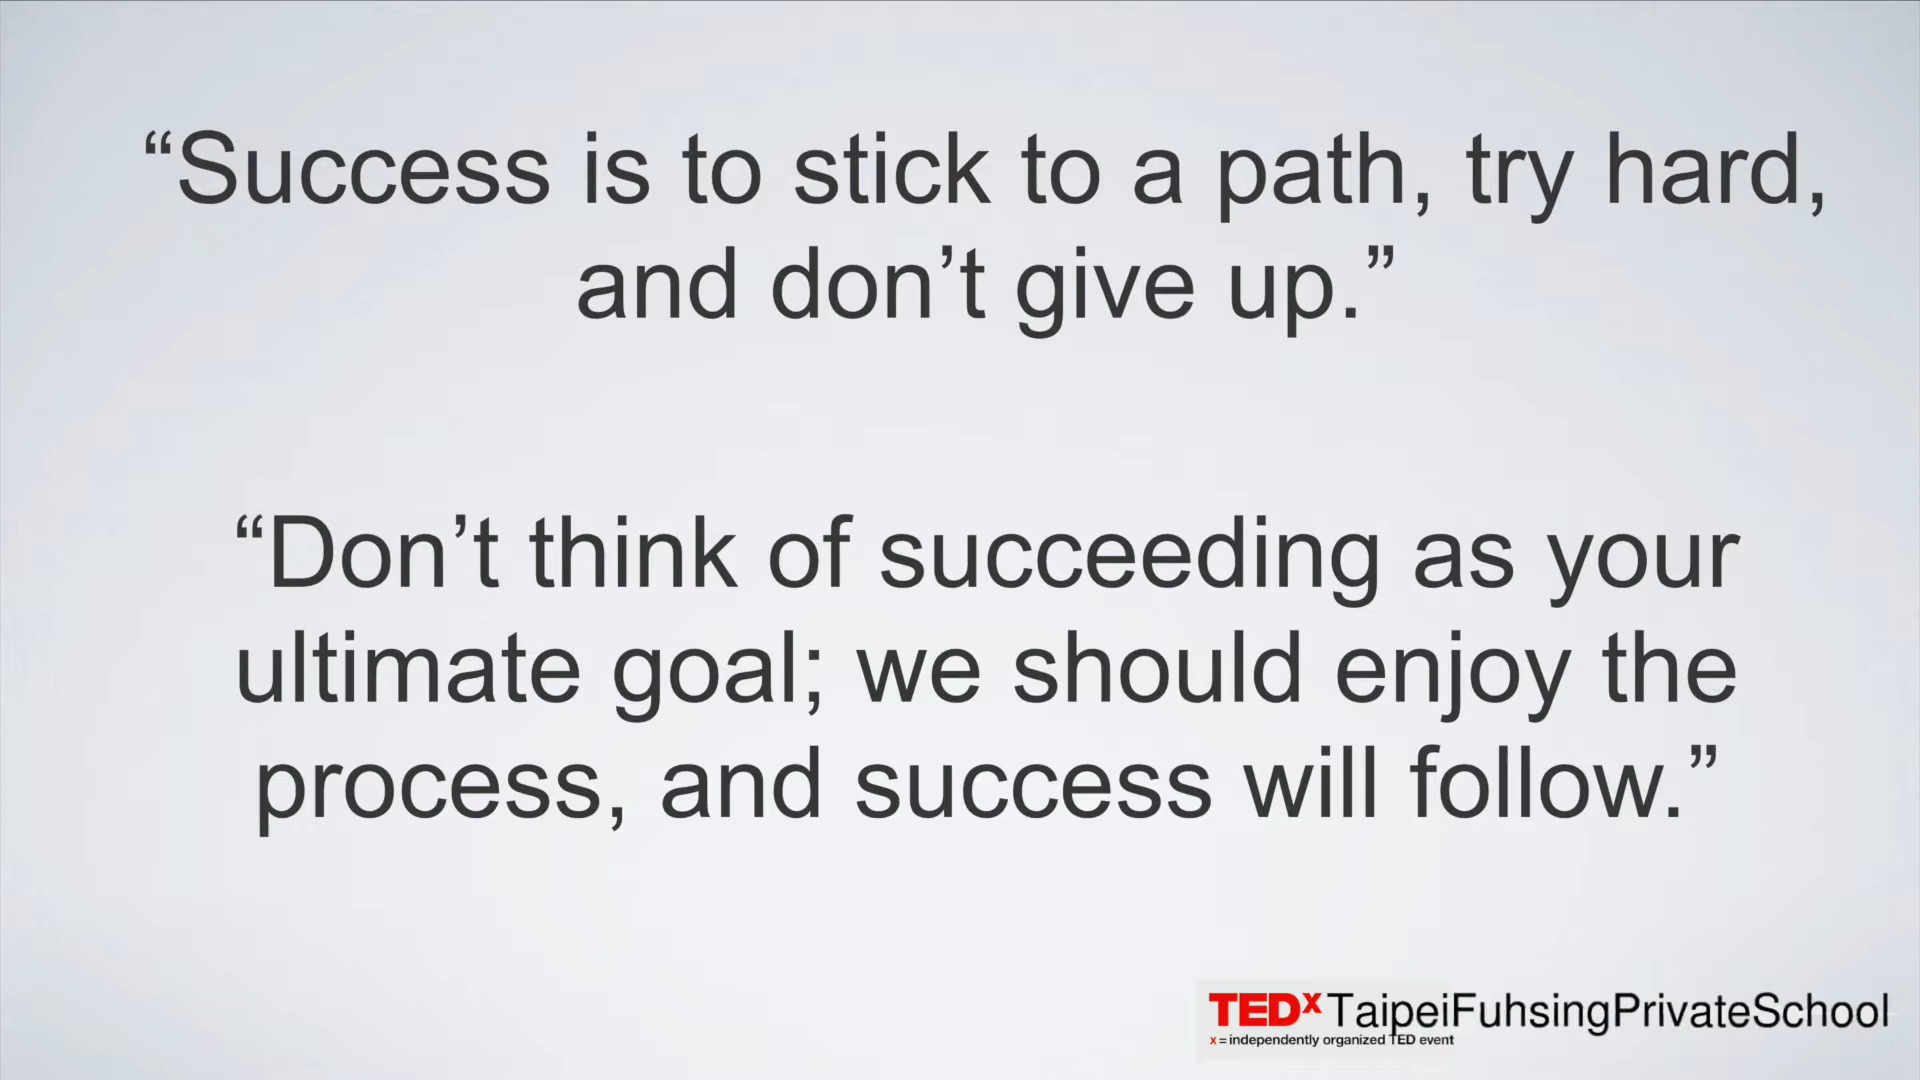 “Success is to stick to a path, try hard,
and don’t give up.”
“Don’t think of succeeding as your
ultimate goal; we should enjoy the
process, and success will follow.”
TEDxTaipeiFuhsingPrivateSchool
x = independently organized TED event